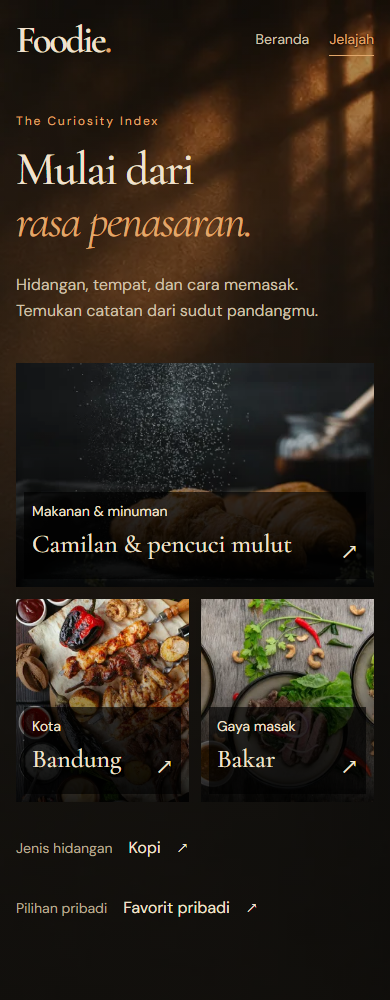 Foodie.
Beranda
Jelajah
The Curiosity Index
Mulai dari
rasa penasaran.
Hidangan, tempat, dan cara memasak.
Temukan catatan dari sudut pandangmu.
Makanan & minuman
Camilan & pencuci mulut ↗
Kota
Bandung ↗
Gaya masak
Bakar ↗
Jenis hidangan Kopi ↗
Pilihan pribadi Favorit pribadi ↗